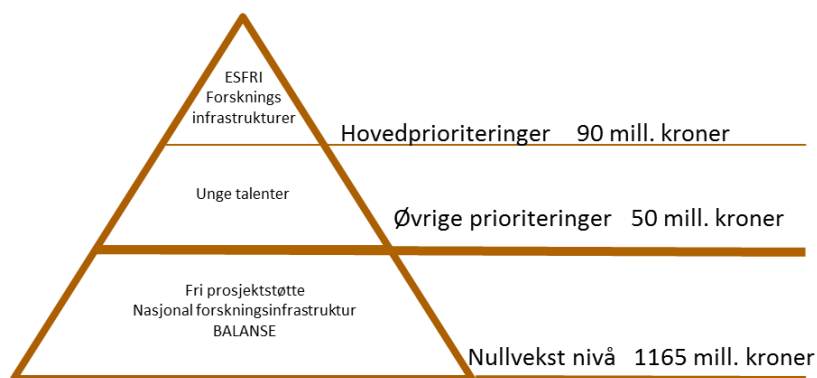 ESFRI
Forsknings
infrastrukturer
Hovedprioriteringer 90 mill. kroner
Unge talenter
Øvrige prioriteringer 50 mill. kroner
Fri prosjektstøtte
Nasjonal forskningsinfrastruktur
BALANSE
Nullvekst nivå 1165 mill. kroner